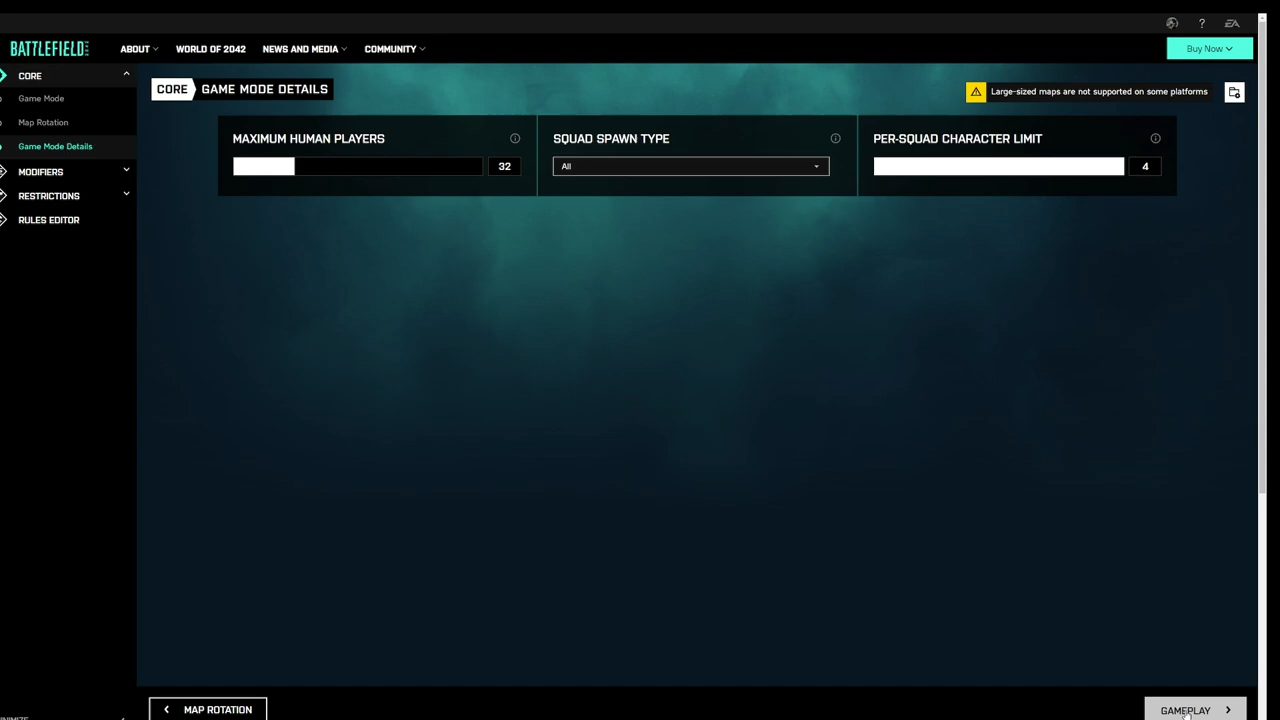 ?
EA
BATTLEFIELD
ABOUT
WORLD OF 2042
NEWS AND MEDIA
COMMUNITY
Buy Now
CORE
Game Mode
Map Rotation
Game Mode Details
MODIFIERS
RESTRICTIONS
RULES EDITOR
CORE
GAME MODE DETAILS
Large-sized maps are not supported on some platforms
MAXIMUM HUMAN PLAYERS
32
SQUAD SPAWN TYPE
All
PER-SQUAD CHARACTER LIMIT
4
MAP ROTATION
GAMEPLAY